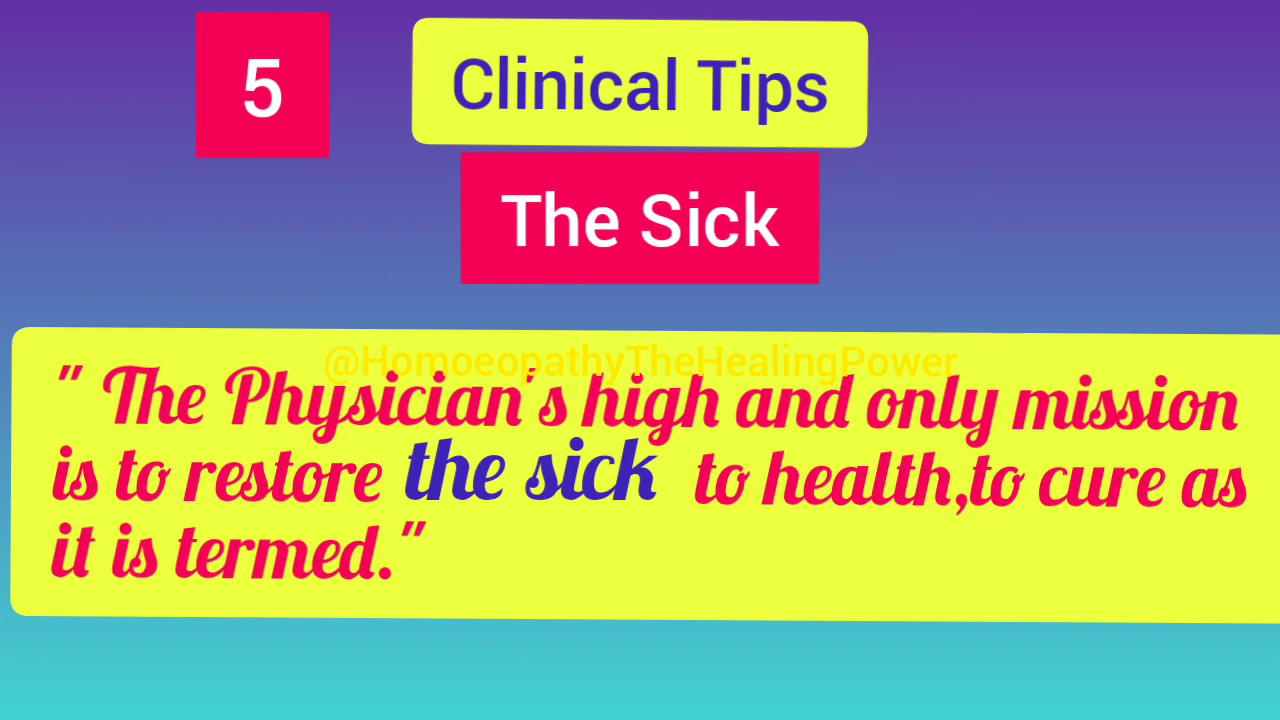 5
Clinical Tips
The Sick
@HomoeopathyTheHealingPower
" The Physician's high and only mission
is to restore the sick to health,to cure as
it is termed."